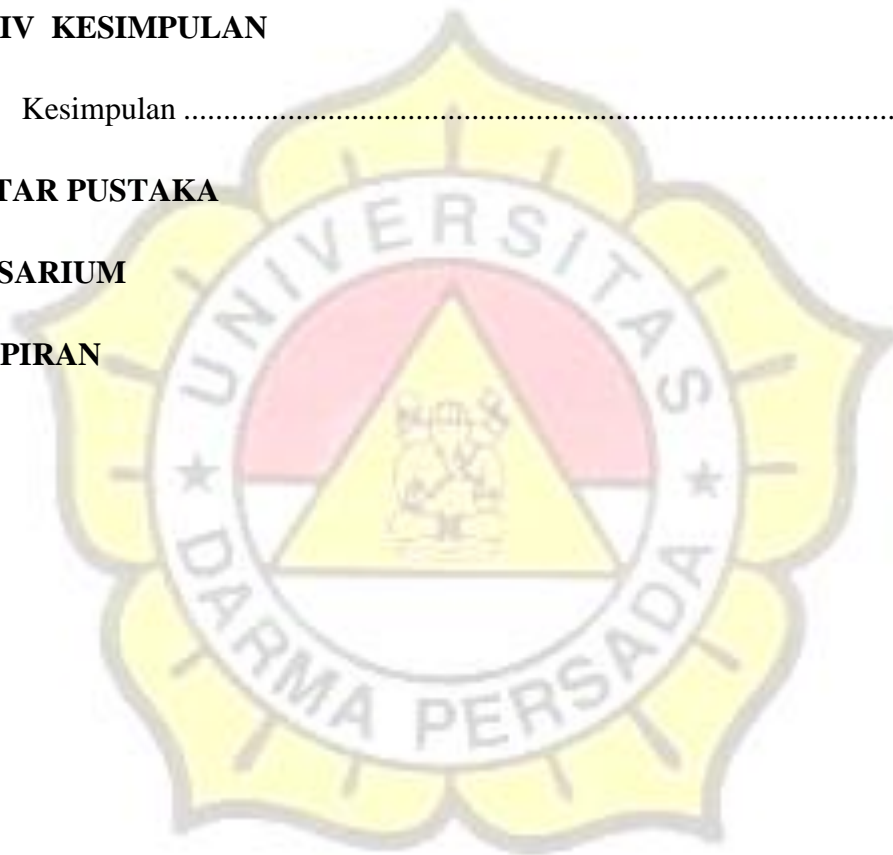 IV KESIMPULAN
Kesimpulan ..........................................................................................
TAR PUSTAKA
SARIUM
PIRAN
UNIVERSITAS
★ DARMA PERSADA ★